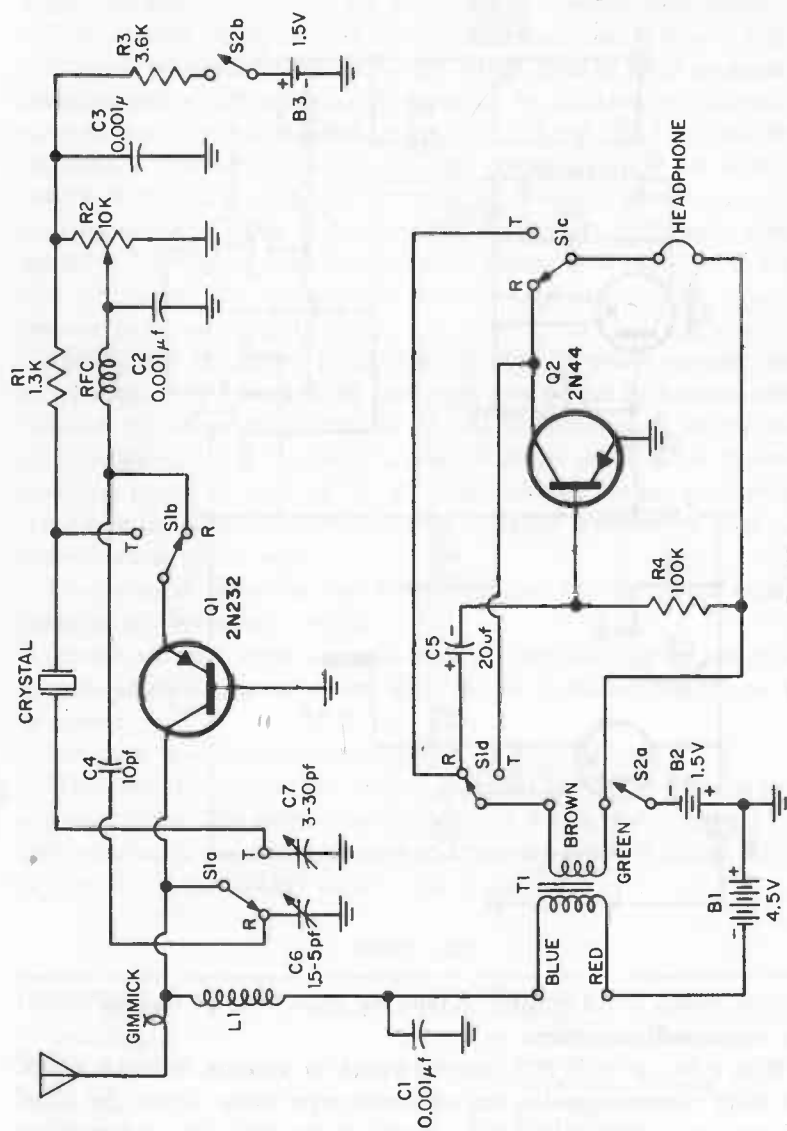 GIMMICK
L1
C1
0.001µf
BLUE
RED
T1
BROWN
GREEN
B1
4.5V
-
+
S2a
B2
1.5V
-
+
C6
1.5-5pf
C7
3-30pf
S1a
R
T
C4
10pf
CRYSTAL
Q1
2N232
S1b
T
R
R1
1.3K
RFC
C2
0.001µf
R2
10K
C3
0.001µ
R3
3.6K
S2b
1.5V
B3
+
-
S1d
R
T
C5
20uf
+
-
R4
100K
Q2
2N44
R
T
S1c
HEADPHONE